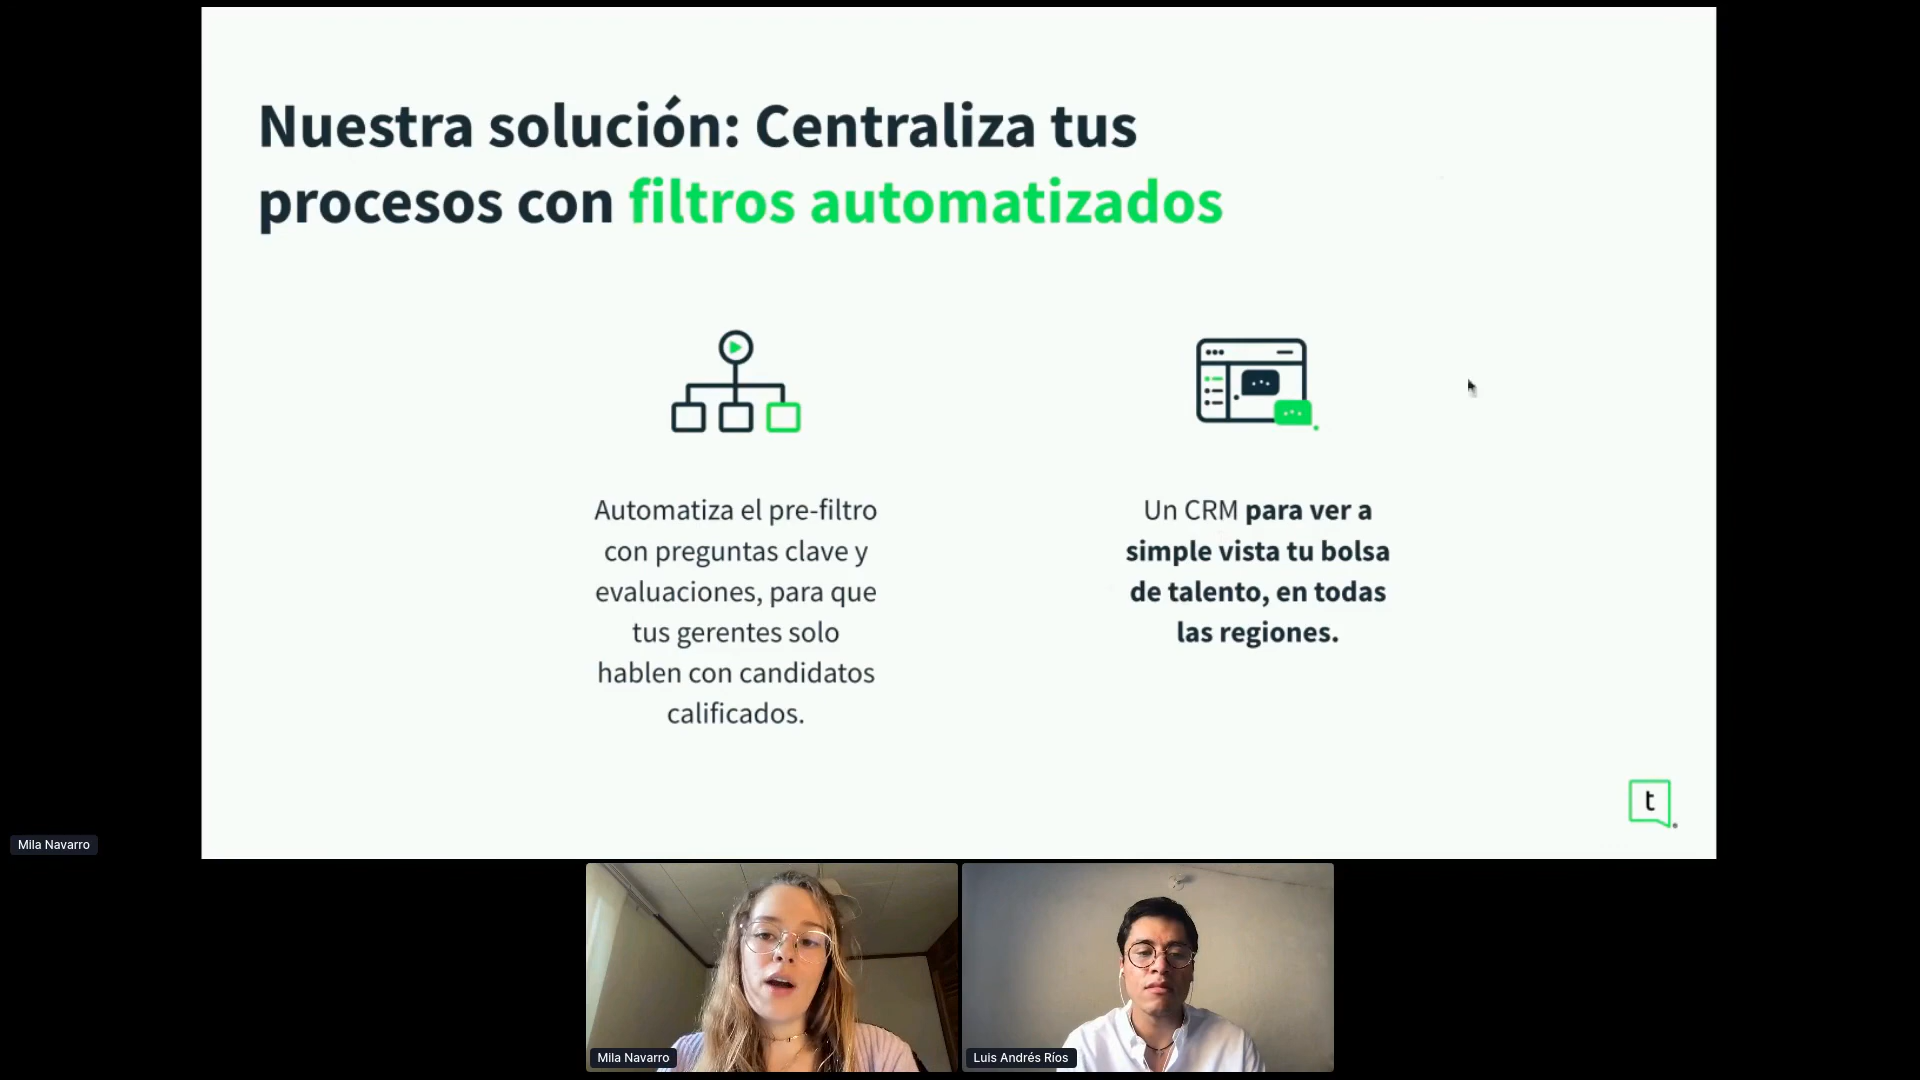 Nuestra solución: Centraliza tus
procesos con filtros automatizados
Automatiza el pre-filtro
con preguntas clave y
evaluaciones, para que
tus gerentes solo
hablen con candidatos
calificados.
Un CRM para ver a
simple vista tu bolsa
de talento, en todas
las regiones.
t
Mila Navarro
Mila Navarro
Luis Andrés Ríos